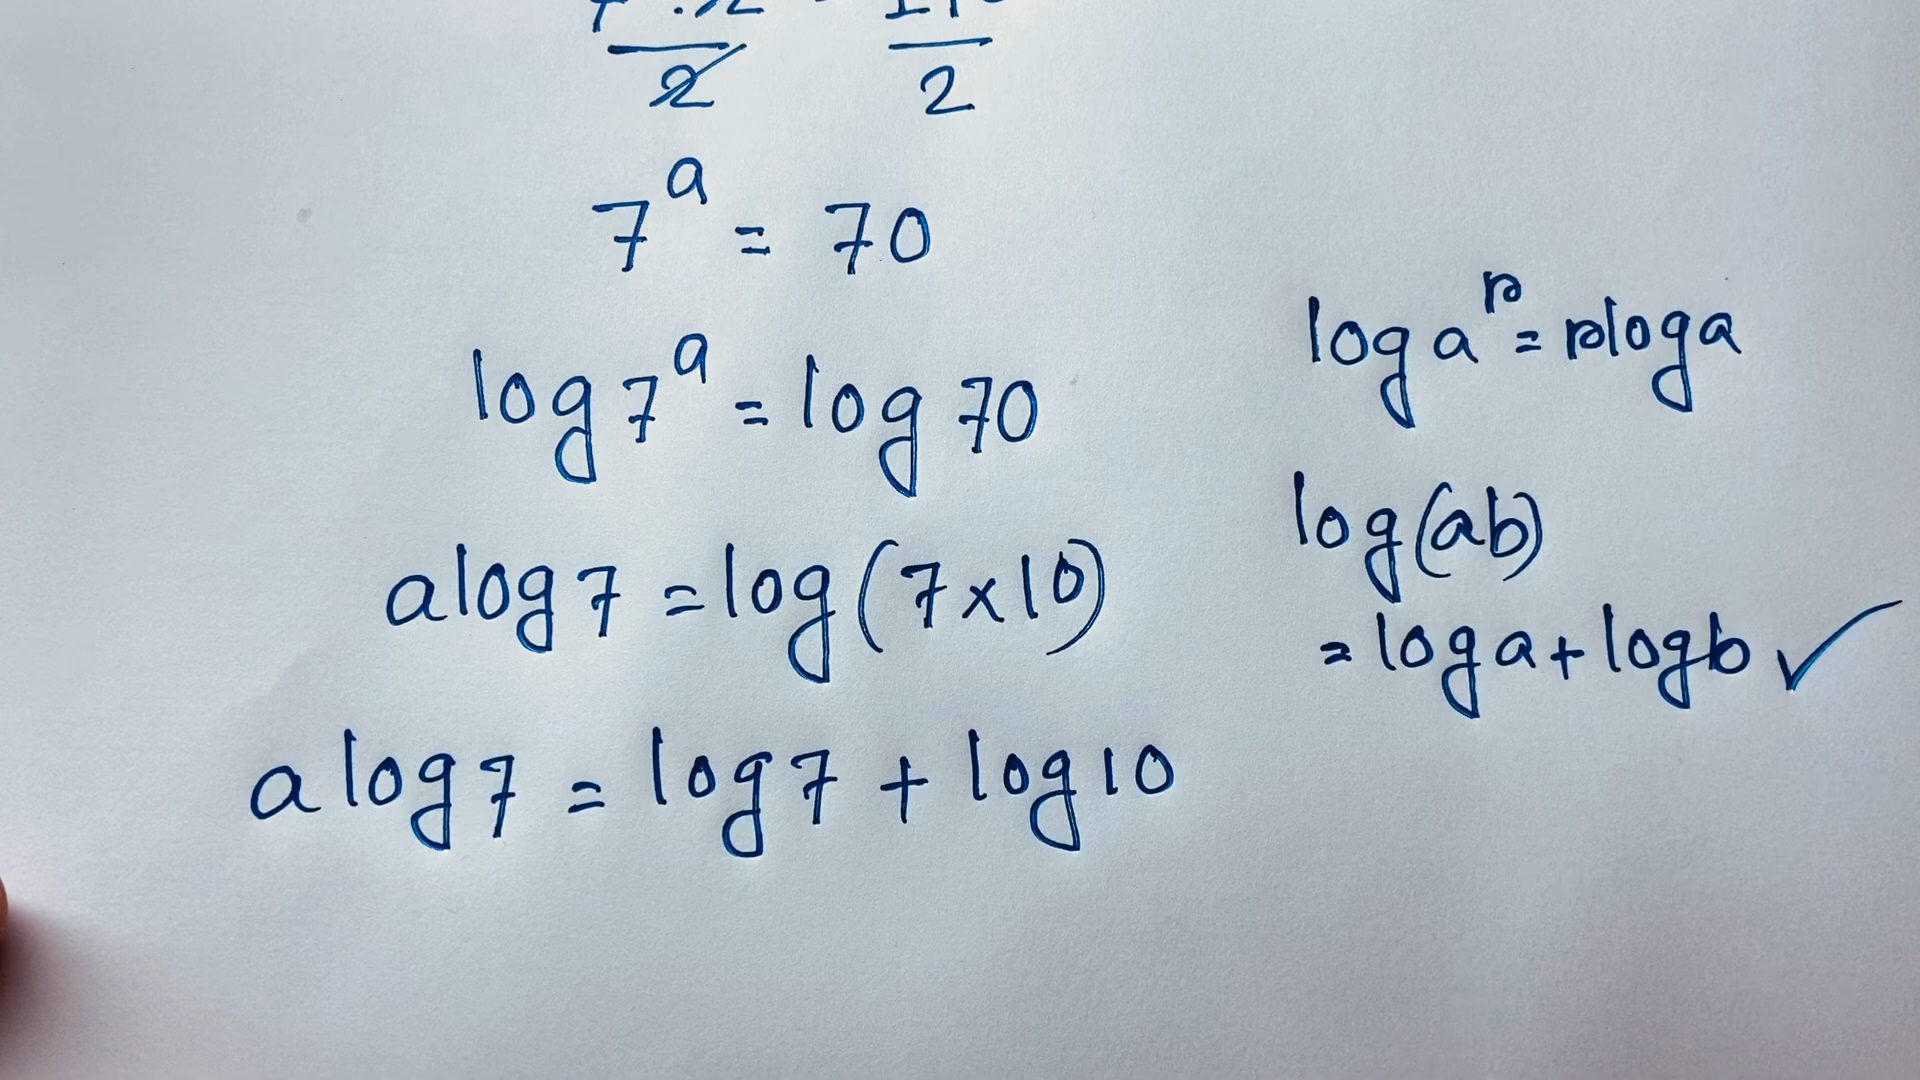 2 2
7^a = 70
log 7^a = log 70
a log 7 = log (7 × 10)
a log 7 = log 7 + log 10
log a^p = p log a
log (ab)
= log a + log b ✓